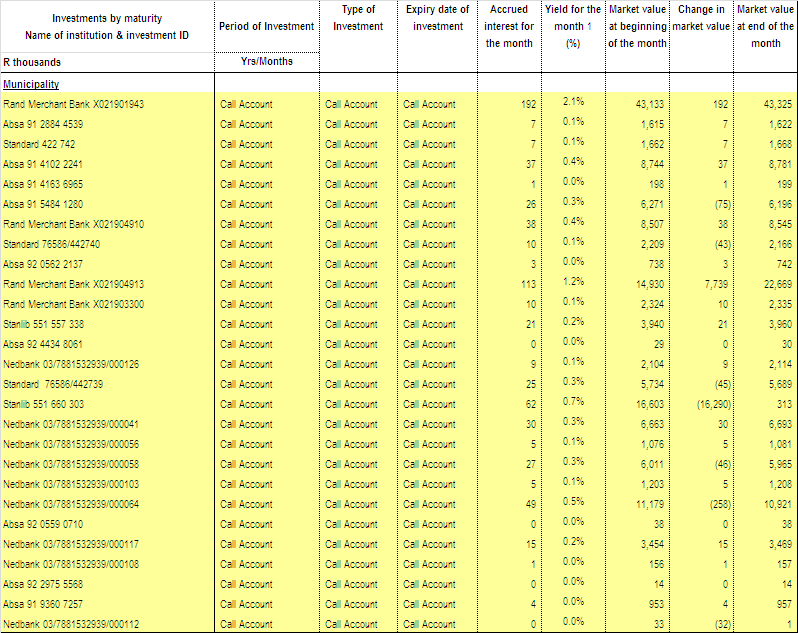 Investments by maturity
Name of institution & investment ID
Period of Investment
Type of
Investment
Expiry date of
investment
Accrued
interest for
the month
Yield for the
month 1
(%)
Market value
at beginning
of the month
Change in
market value
Market value
at end of the
month
R thousands
Yrs/Months
Municipality
Rand Merchant Bank X021901943 Call Account Call Account Call Account 192 2.1% 43,133 192 43,325
Absa 91 2884 4539 Call Account Call Account Call Account 7 0.1% 1,615 7 1,622
Standard 422 742 Call Account Call Account Call Account 7 0.1% 1,662 7 1,668
Absa 91 4102 2241 Call Account Call Account Call Account 37 0.4% 8,744 37 8,781
Absa 91 4163 6965 Call Account Call Account Call Account 1 0.0% 198 1 199
Absa 91 5484 1280 Call Account Call Account Call Account 26 0.3% 6,271 (75) 6,196
Rand Merchant Bank X021904910 Call Account Call Account Call Account 38 0.4% 8,507 38 8,545
Standard 76586/442740 Call Account Call Account Call Account 10 0.1% 2,209 (43) 2,166
Absa 92 0562 2137 Call Account Call Account Call Account 3 0.0% 738 3 742
Rand Merchant Bank X021904913 Call Account Call Account Call Account 113 1.2% 14,930 7,739 22,669
Rand Merchant Bank X021903300 Call Account Call Account Call Account 10 0.1% 2,324 10 2,335
Stanlib 551 557 338 Call Account Call Account Call Account 21 0.2% 3,940 21 3,960
Absa 92 4434 8061 Call Account Call Account Call Account 0 0.0% 29 0 30
Nedbank 03/7881532939/000126 Call Account Call Account Call Account 9 0.1% 2,104 9 2,114
Standard 76586/442739 Call Account Call Account Call Account 25 0.3% 5,734 (45) 5,689
Stanlib 551 660 303 Call Account Call Account Call Account 62 0.7% 16,603 (16,290) 313
Nedbank 03/7881532939/000041 Call Account Call Account Call Account 30 0.3% 6,663 30 6,693
Nedbank 03/7881532939/000056 Call Account Call Account Call Account 5 0.1% 1,076 5 1,081
Nedbank 03/7881532939/000058 Call Account Call Account Call Account 27 0.3% 6,011 (46) 5,965
Nedbank 03/7881532939/000103 Call Account Call Account Call Account 5 0.1% 1,203 5 1,208
Nedbank 03/7881532939/000064 Call Account Call Account Call Account 49 0.5% 11,179 (258) 10,921
Absa 92 0559 0710 Call Account Call Account Call Account 0 0.0% 38 0 38
Nedbank 03/7881532939/000117 Call Account Call Account Call Account 15 0.2% 3,454 15 3,469
Nedbank 03/7881532939/000108 Call Account Call Account Call Account 1 0.0% 156 1 157
Absa 92 2975 5568 Call Account Call Account Call Account 0 0.0% 14 0 14
Absa 91 9360 7257 Call Account Call Account Call Account 4 0.0% 953 4 957
Nedbank 03/7881532939/000112 Call Account Call Account Call Account 0 0.0% 33 (32) 1